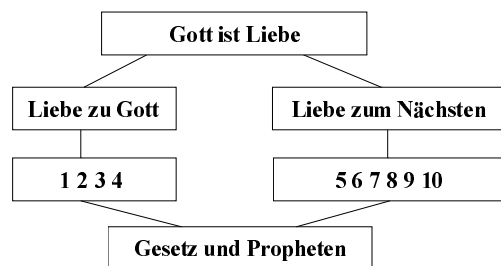 Gott ist Liebe
Liebe zu Gott
Liebe zum Nächsten
1 2 3 4
5 6 7 8 9 10
Gesetz und Propheten